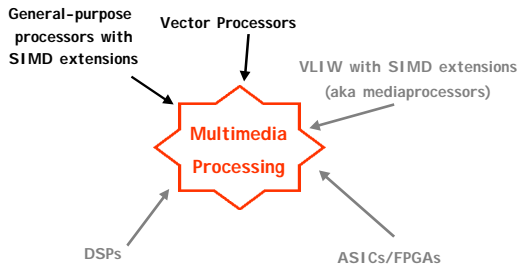 General-purpose
processors with
SIMD extensions
Vector Processors
VLIW with SIMD extensions
(aka mediaprocessors)
Multimedia
Processing
DSPs
ASICs/FPGAs